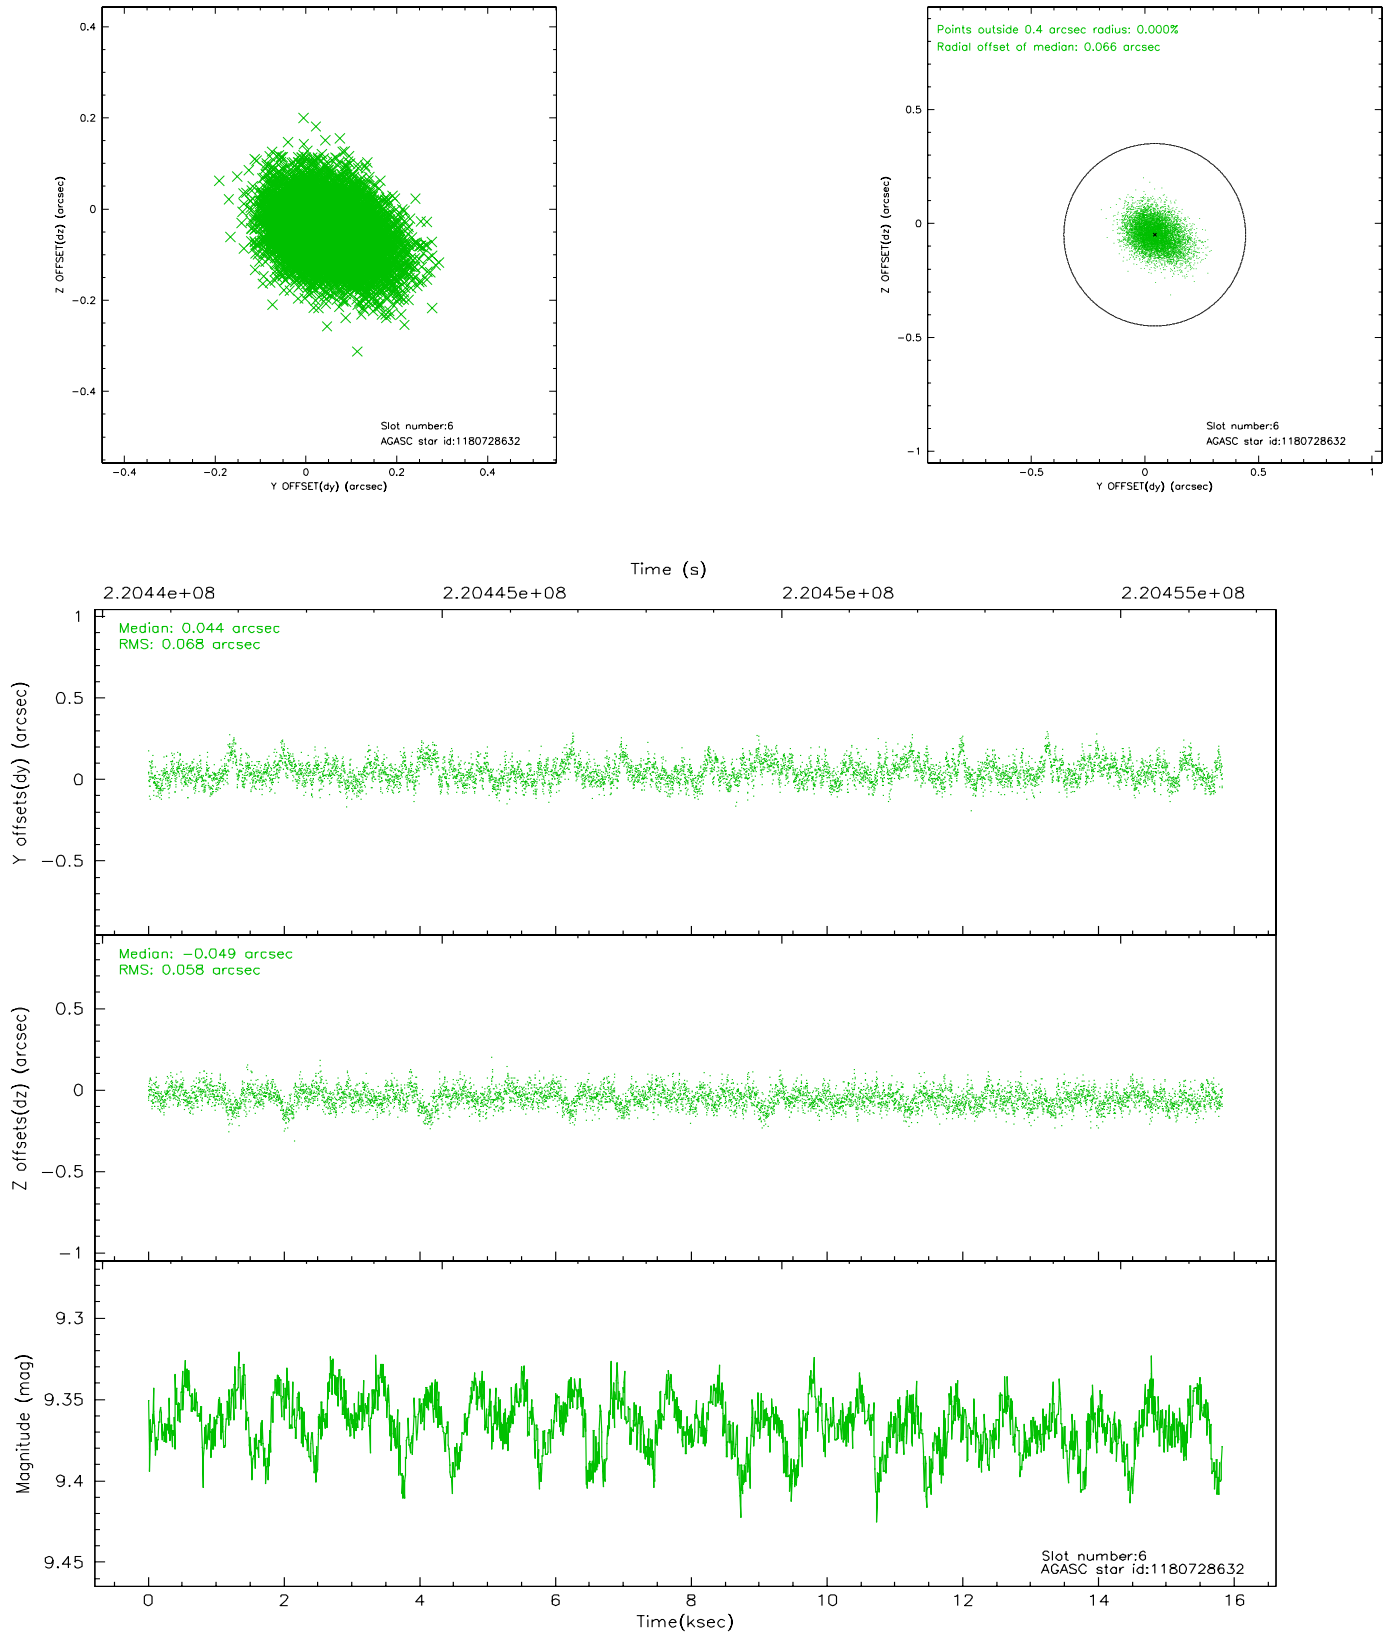 0.4
0.2
0
−0.2
−0.4
−0.4
−0.2
0
0.2
0.4
Z OFFSET(dz) (arcsec)
Y OFFSET(dy) (arcsec)
Slot number:6
AGASC star id:1180728632
Points outside 0.4 arcsec radius: 0.000%
Radial offset of median: 0.066 arcsec
0.5
0
−0.5
−1
−0.5
0
0.5
1
Z OFFSET(dz) (arcsec)
Y OFFSET(dy) (arcsec)
Slot number:6
AGASC star id:1180728632
Time (s)
2.2044e+08
2.20445e+08
2.2045e+08
2.20455e+08
Median: 0.044 arcsec
RMS: 0.068 arcsec
1
0.5
0
−0.5
Y offsets(dy) (arcsec)
Median: −0.049 arcsec
RMS: 0.058 arcsec
0.5
0
−0.5
−1
Z offsets(dz) (arcsec)
9.3
9.35
9.4
9.45
Magnitude (mag)
Slot number:6
AGASC star id:1180728632
0
2
4
6
8
10
12
14
16
Time(ksec)